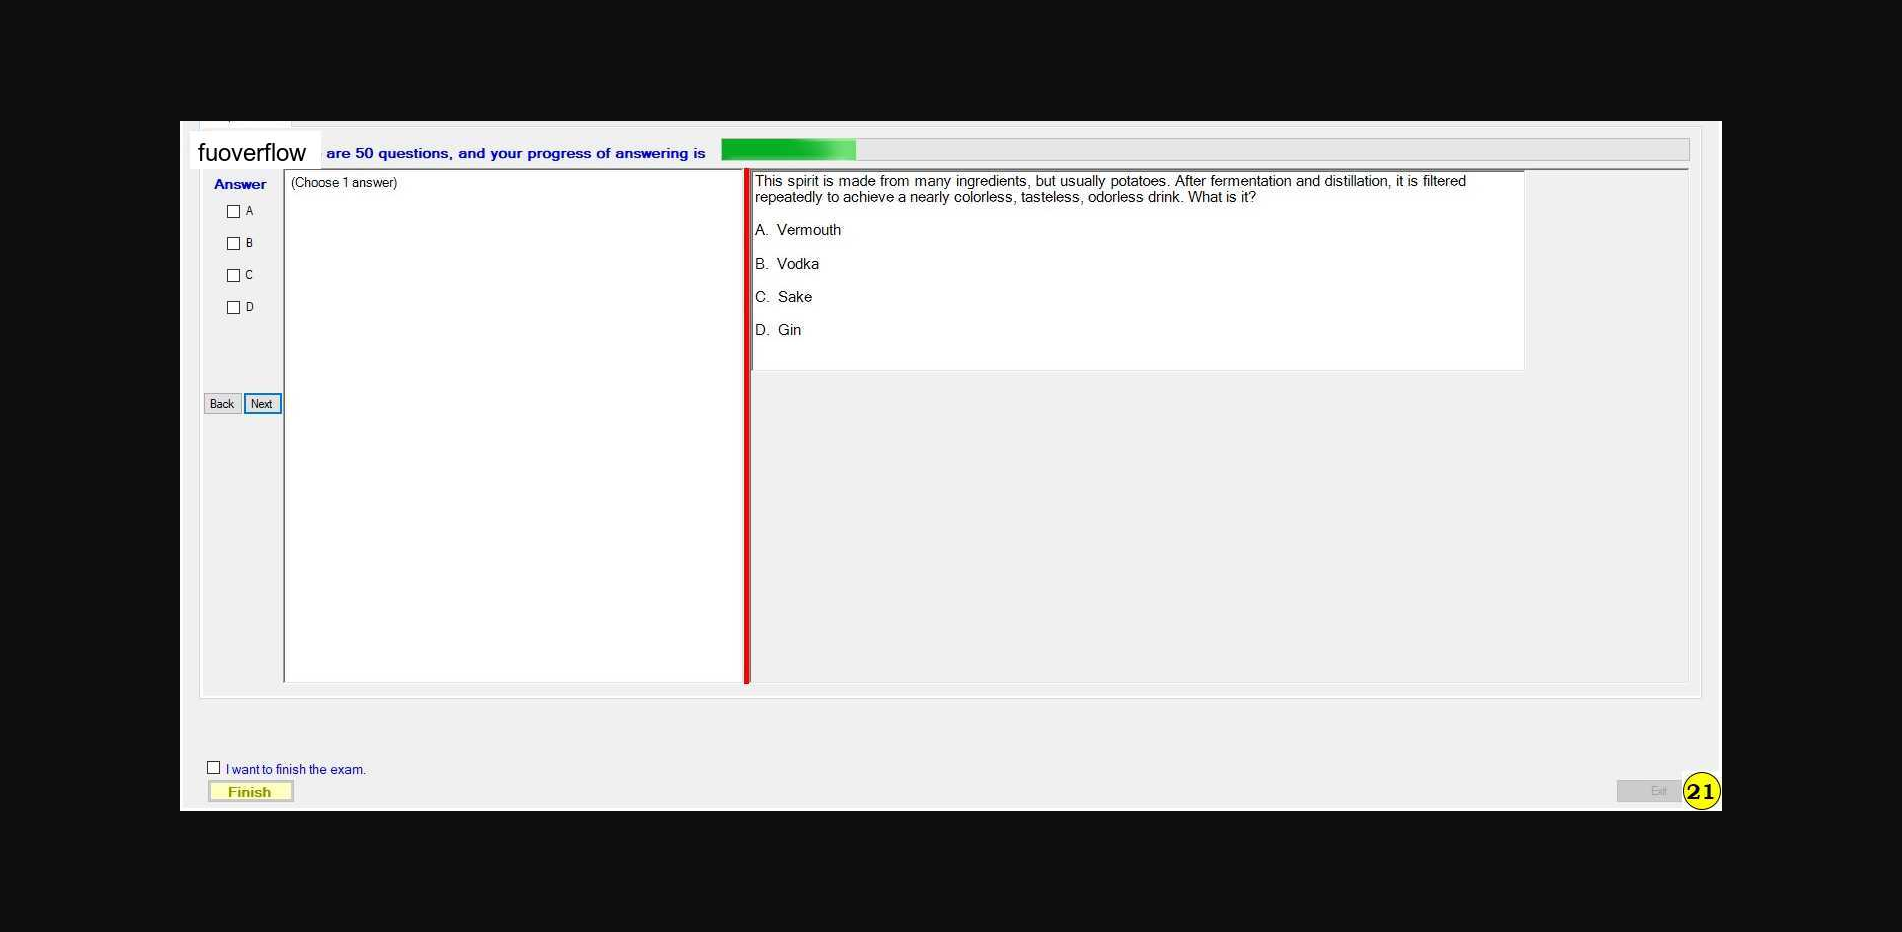 fuoverflow are 50 questions, and your progress of answering is
Answer
A
B
C
D
Back Next
(Choose 1 answer)
This spirit is made from many ingredients, but usually potatoes. After fermentation and distillation, it is filtered
repeatedly to achieve a nearly colorless, tasteless, odorless drink. What is it?
A. Vermouth
B. Vodka
C. Sake
D. Gin
I want to finish the exam.
Finish
Exit
21